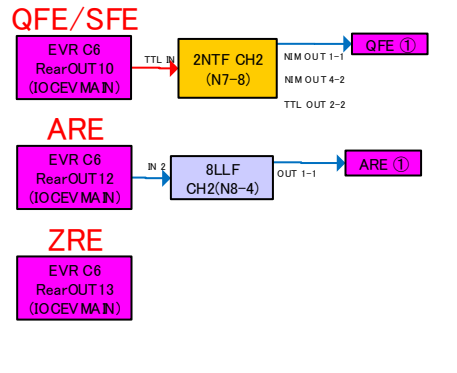 QFE/SFE
EVR C6
RearOUT10
(IOCEVMAIN)
TTL IN
2NTF CH2
(N7-8)
NIM OUT 1-1
NIM OUT 4-2
TTL OUT 2-2
QFE ①
ARE
EVR C6
RearOUT12
(IOCEVMAIN)
IN 2
8LLF
CH2(N8-4)
OUT 1-1
ARE ①
ZRE
EVR C6
RearOUT13
(IOCEVMAIN)